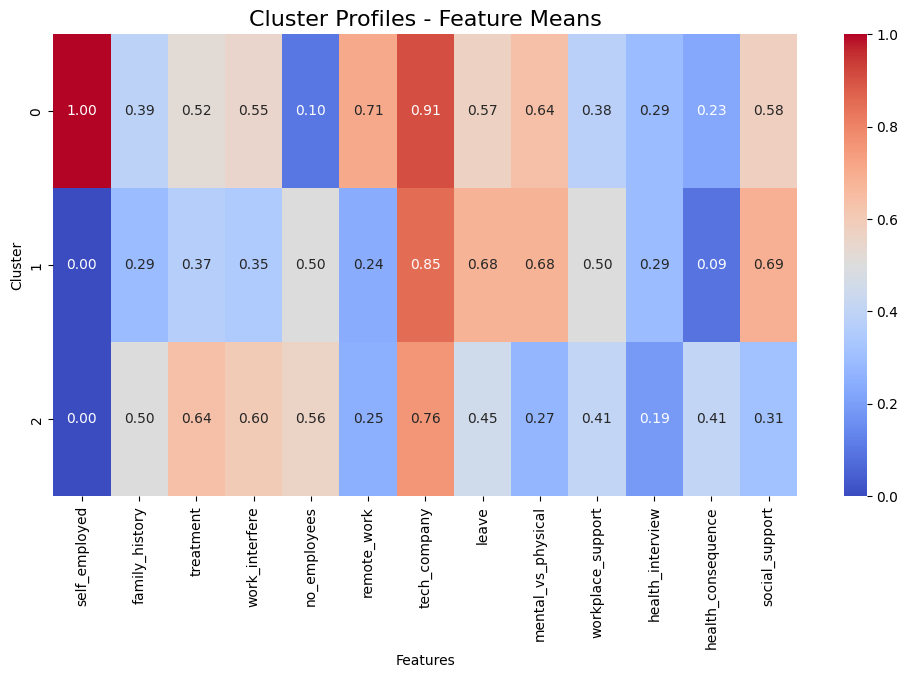 Cluster Profiles - Feature Means
Cluster
0
1.00 0.39 0.52 0.55 0.10 0.71 0.91 0.57 0.64 0.38 0.29 0.23 0.58
1
0.00 0.29 0.37 0.35 0.50 0.24 0.85 0.68 0.68 0.50 0.29 0.09 0.69
2
0.00 0.50 0.64 0.60 0.56 0.25 0.76 0.45 0.27 0.41 0.19 0.41 0.31
self_employed
family_history
treatment
work_interfere
no_employees
remote_work
tech_company
leave
mental_vs_physical
workplace_support
health_interview
health_consequence
social_support
Features
1.0
0.8
0.6
0.4
0.2
0.0